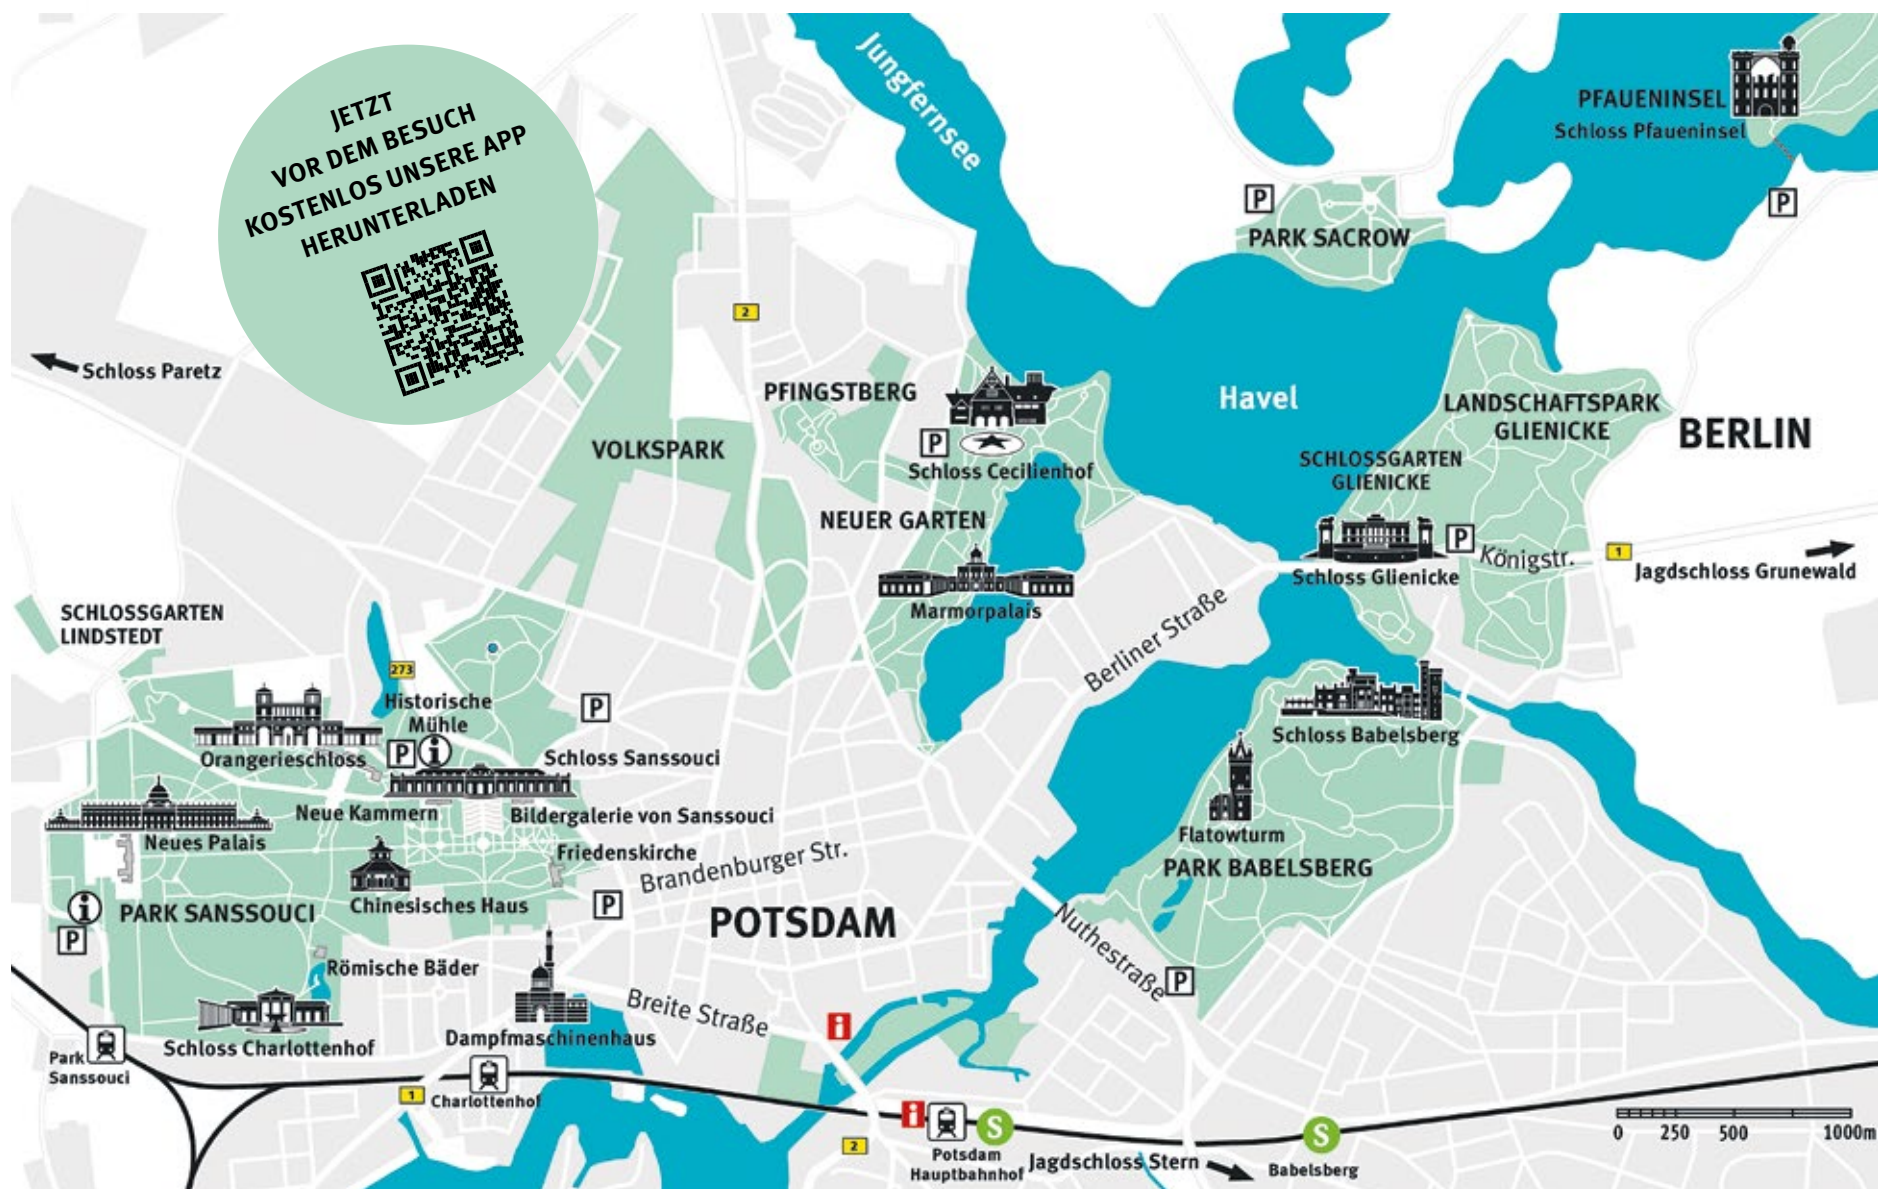 JETZT
VOR DEM BESUCH
KOSTENLOS UNSERE APP
HERUNTERLADEN
Jungfernsee
PFAUENINSEL
Schloss Pfaueninsel
P
P
PARK SACROW
2
Schloss Paretz
PFINGSTBERG
Havel
LANDSCHAFTSPARK
GLIENICKE
BERLIN
VOLKSPARK
P
Schloss Cecilienhof
SCHLOSSGARTEN
GLIENICKE
NEUER GARTEN
P
Königstr.
1
Schloss Glienicke
Jagdschloss Grunewald
Marmorpalais
SCHLOSSGARTEN
LINDSTEDT
Berliner Straße
273
Historische
Mühle
P
P
i
Orangerieschloss
Schloss Sanssouci
Schloss Babelsberg
Neue Kammern
Bildergalerie von Sanssouci
Neues Palais
Flatowturm
Friedenskirche
Brandenburger Str.
PARK BABELSBERG
Chinesisches Haus
P
i
PARK SANSSOUCI
P
POTSDAM
Nuthestraße
P
Römische Bäder
Breite Straße
i
Dampfmaschinenhaus
Schloss Charlottenhof
Park
Sanssouci
1
Charlottenhof
i
S
S
2
Potsdam
Hauptbahnhof
Jagdschloss Stern
Babelsberg
0 250 500 1000m